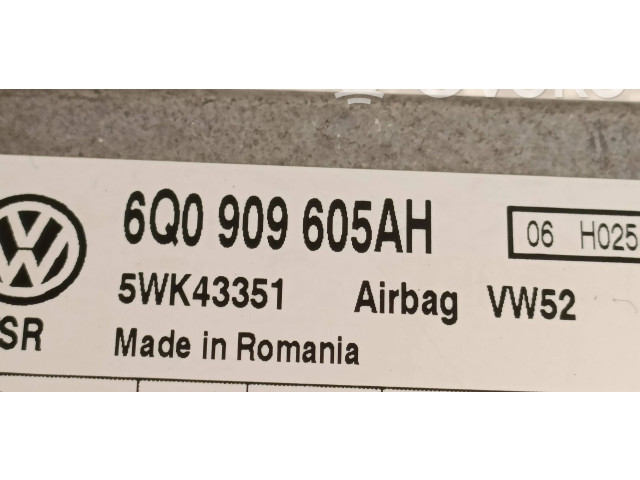 6Q0 909 605AH
06 H025
5WK43351 Airbag VW52
SR Made in Romania